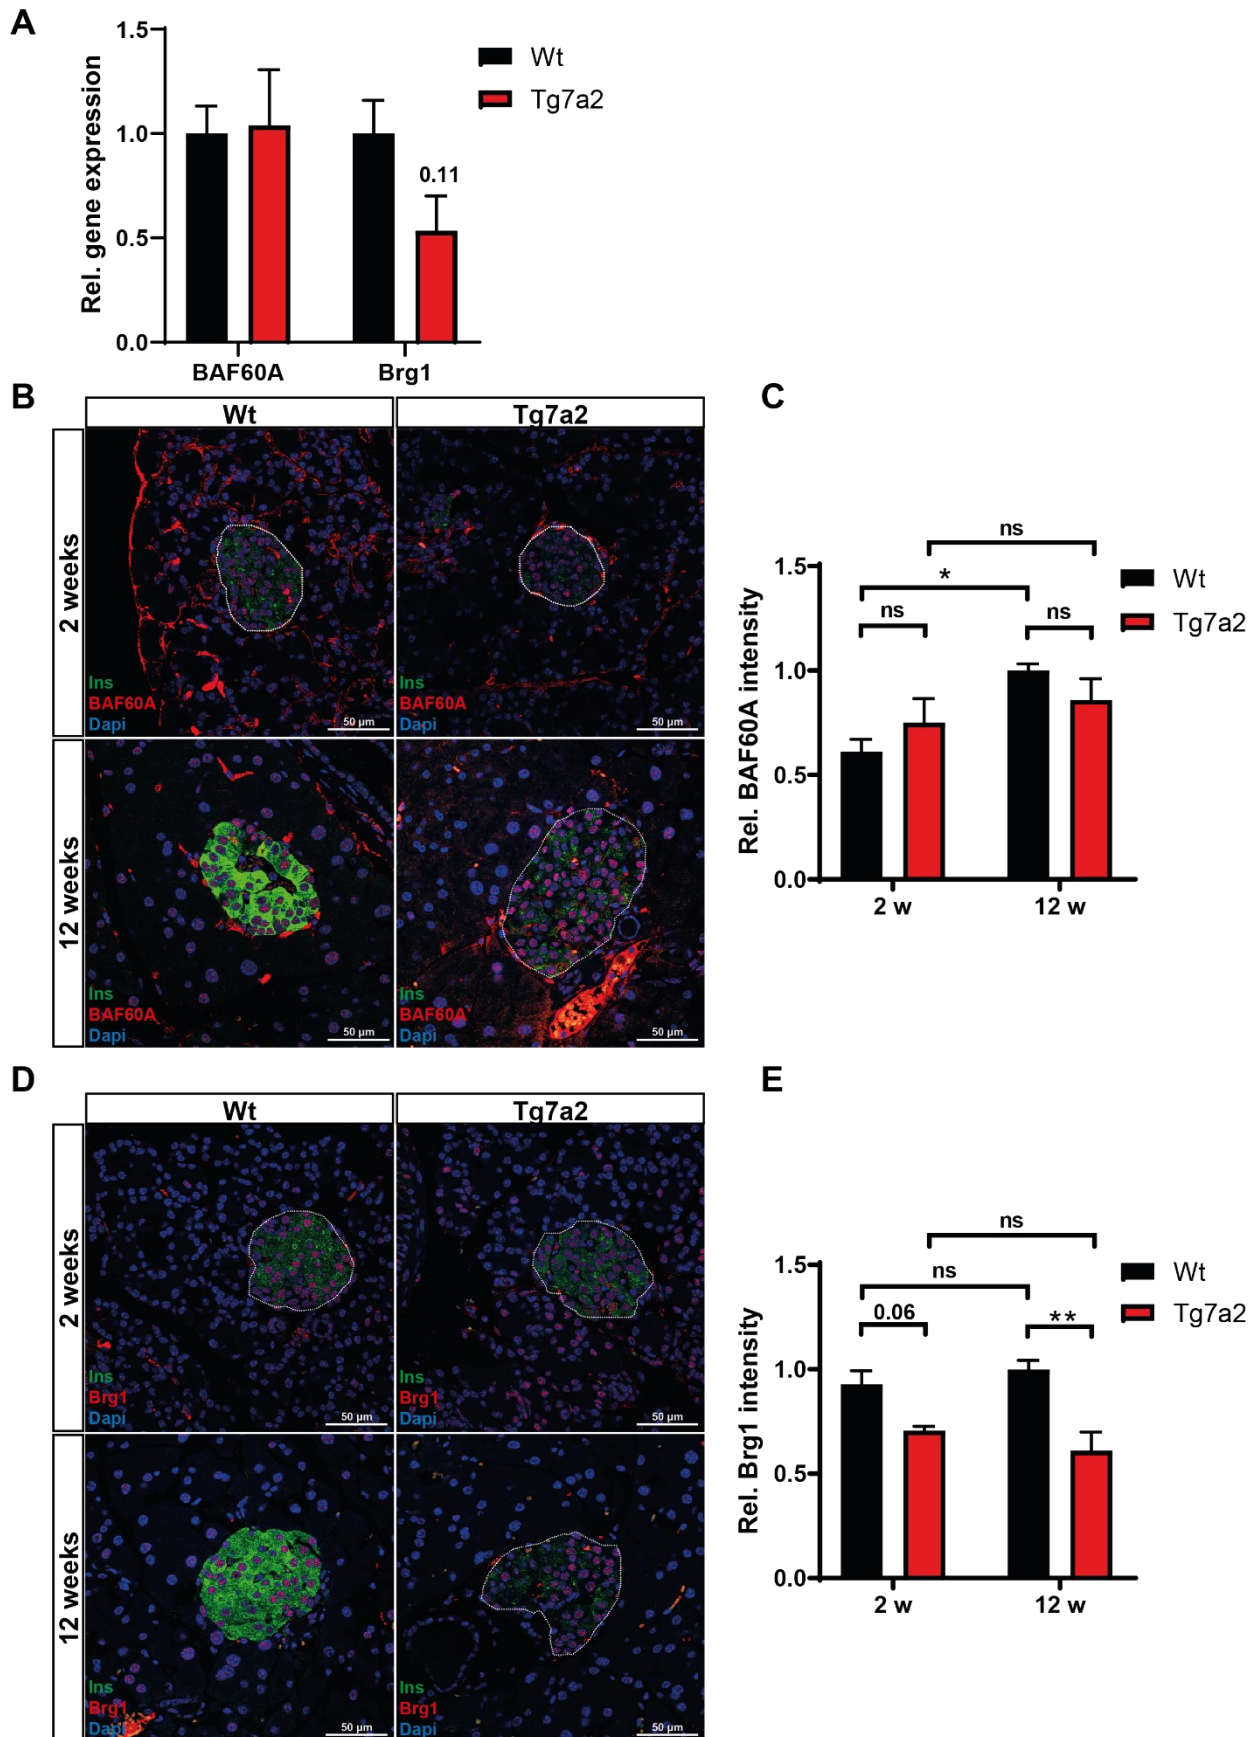 A
1.5
1.0
0.5
0.0
Rel. gene expression
0.11
BAF60A Brg1
Wt
Tg7a2
B
Wt Tg7a2
2 weeks
Ins
BAF60A
Dapi
50 µm
Ins
BAF60A
Dapi
50 µm
12 weeks
Ins
BAF60A
Dapi
50 µm
Ins
BAF60A
Dapi
50 µm
C
ns
*
ns
ns
1.5
1.0
0.5
0.0
Rel. BAF60A intensity
2 w 12 w
Wt
Tg7a2
D
Wt Tg7a2
2 weeks
Ins
Brg1
Dapi
50 µm
Ins
Brg1
Dapi
50 µm
12 weeks
Ins
Brg1
Dapi
50 µm
Ins
Brg1
Dapi
50 µm
E
ns
ns
0.06
**
1.5
1.0
0.5
0.0
Rel. Brg1 intensity
2 w 12 w
Wt
Tg7a2